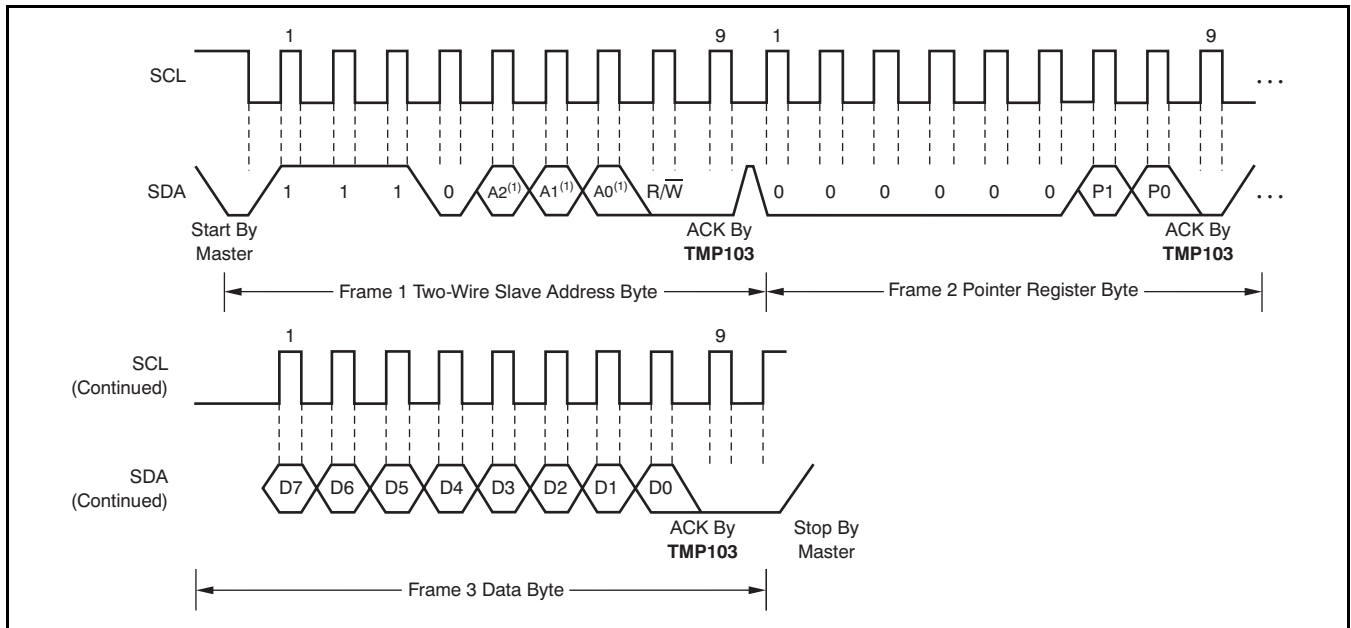 1 9 1 9
SCL ...
SDA 1 1 1 0 A2(1) A1(1) A0(1) R/W̅ 0 0 0 0 0 0 P1 P0 ...
Start By ACK By ACK By
Master TMP103 TMP103
Frame 1 Two-Wire Slave Address Byte Frame 2 Pointer Register Byte
1 9
SCL
(Continued)
SDA
(Continued)
D7 D6 D5 D4 D3 D2 D1 D0
ACK By Stop By
TMP103 Master
Frame 3 Data Byte